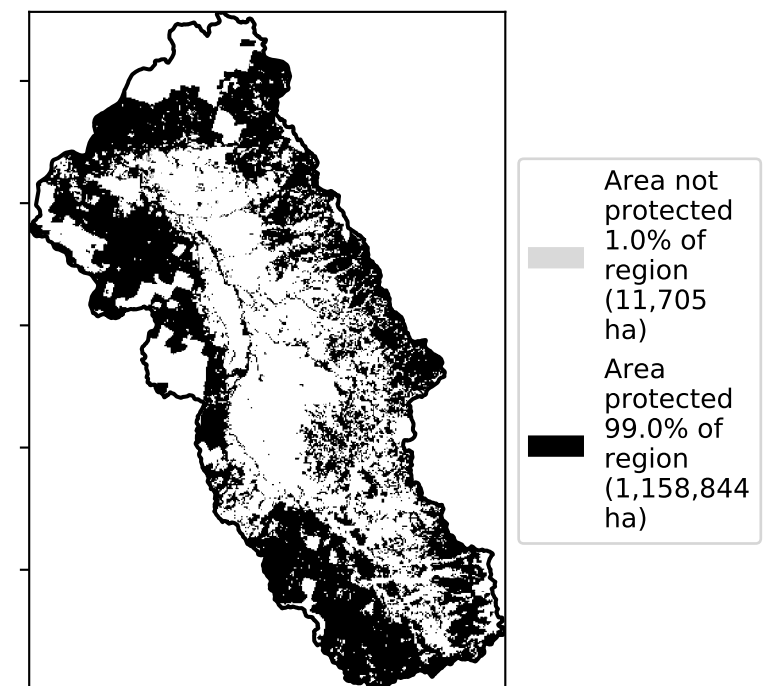 Area not
protected
1.0% of
region
(11,705
ha)
Area
protected
99.0% of
region
(1,158,844
ha)